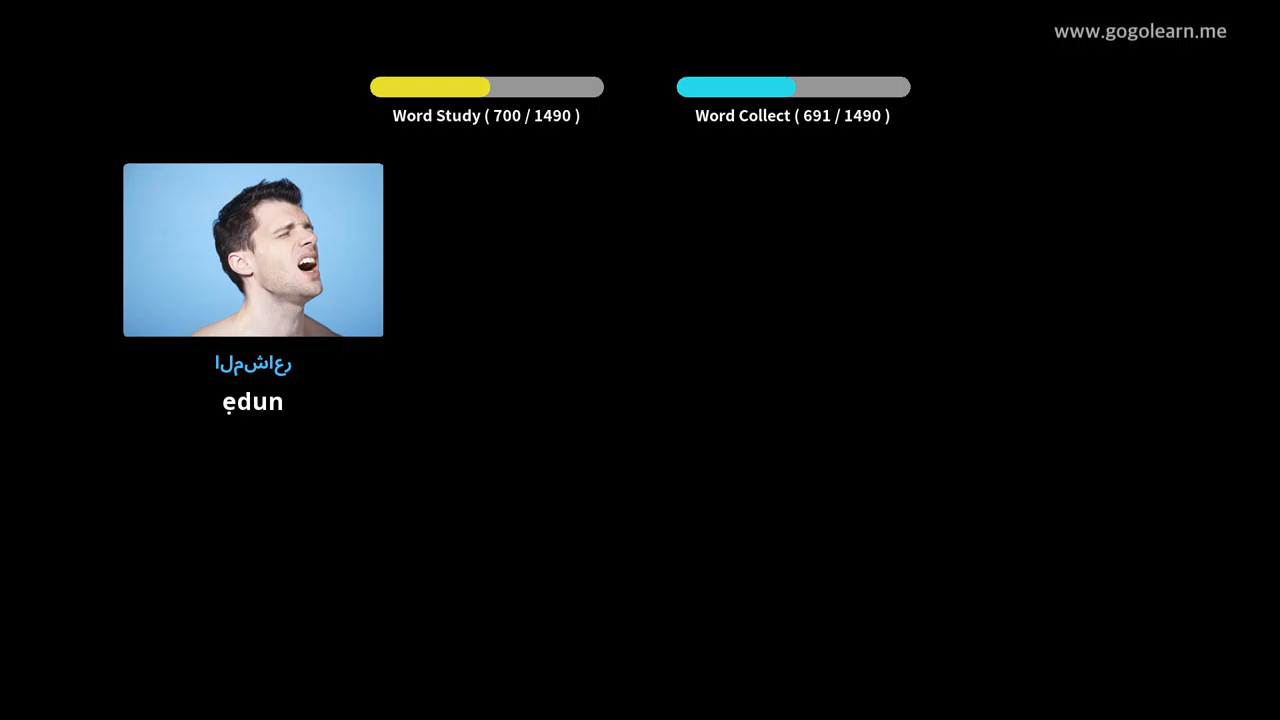 www.gogolearn.me
Word Study ( 700 / 1490 )
Word Collect ( 691 / 1490 )
المشاعر
ẹdun